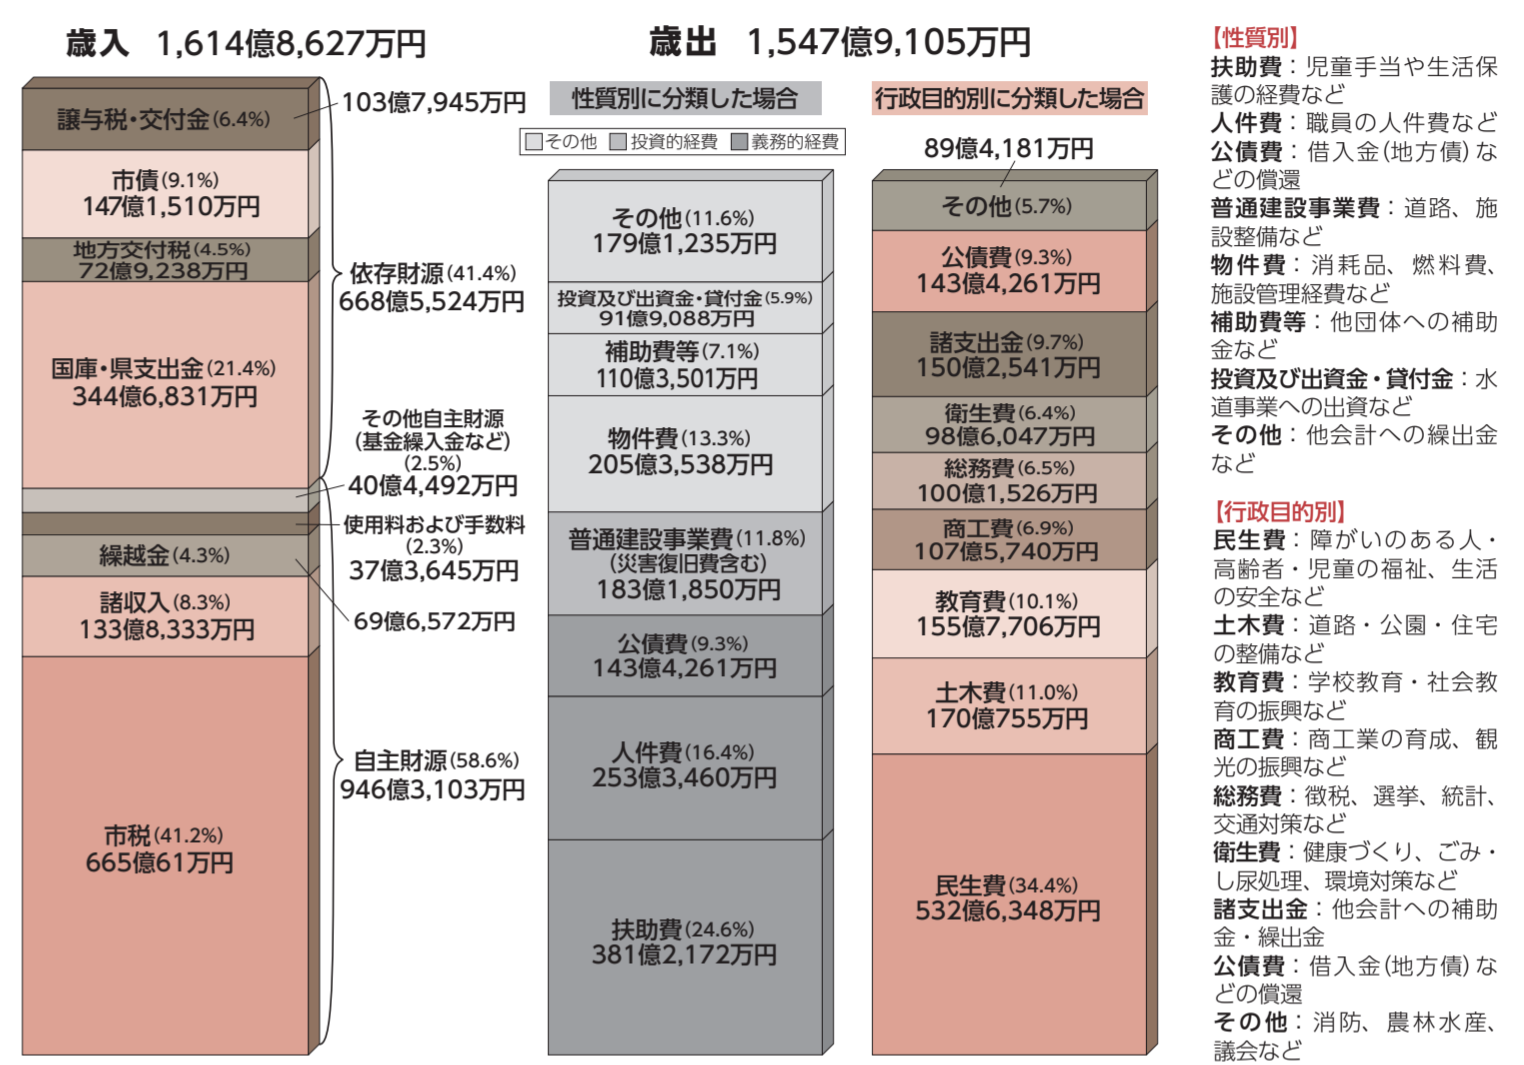 歳入 1,614億8,627万円
譲与税・交付金(6.4%)
103億7,945万円
市債(9.1%)
147億1,510万円
地方交付税(4.5%)
72億9,238万円
国庫・県支出金(21.4%)
344億6,831万円
依存財源(41.4%)
668億5,524万円
その他自主財源
(基金繰入金など)
(2.5%)
40億4,492万円
使用料および手数料
(2.3%)
37億3,645万円
繰越金(4.3%)
69億6,572万円
諸収入(8.3%)
133億8,333万円
自主財源(58.6%)
946億3,103万円
市税(41.2%)
665億61万円
歳出 1,547億9,105万円
性質別に分類した場合
その他 投資的経費 義務的経費
その他(11.6%)
179億1,235万円
投資及び出資金・貸付金(5.9%)
91億9,088万円
補助費等(7.1%)
110億3,501万円
物件費(13.3%)
205億3,538万円
普通建設事業費(11.8%)
(災害復旧費含む)
183億1,850万円
公債費(9.3%)
143億4,261万円
人件費(16.4%)
253億3,460万円
扶助費(24.6%)
381億2,172万円
行政目的別に分類した場合
89億4,181万円
その他(5.7%)
公債費(9.3%)
143億4,261万円
諸支出金(9.7%)
150億2,541万円
衛生費(6.4%)
98億6,047万円
総務費(6.5%)
100億1,526万円
商工費(6.9%)
107億5,740万円
教育費(10.1%)
155億7,706万円
土木費(11.0%)
170億755万円
民生費(34.4%)
532億6,348万円
【性質別】
扶助費：児童手当や生活保
護の経費など
人件費：職員の人件費など
公債費：借入金(地方債)な
どの償還
普通建設事業費：道路、施
設整備など
物件費：消耗品、燃料費、
施設管理経費など
補助費等：他団体への補助
金など
投資及び出資金・貸付金：水
道事業への出資など
その他：他会計への繰出金
など
【行政目的別】
民生費：障がいのある人・
高齢者・児童の福祉、生活
の安全など
土木費：道路・公園・住宅
の整備など
教育費：学校教育・社会教
育の振興など
商工費：商工業の育成、観
光の振興など
総務費：徴税、選挙、統計、
交通対策など
衛生費：健康づくり、ごみ・
し尿処理、環境対策など
諸支出金：他会計への補助
金・繰出金
公債費：借入金(地方債)な
どの償還
その他：消防、農林水産、
議会など